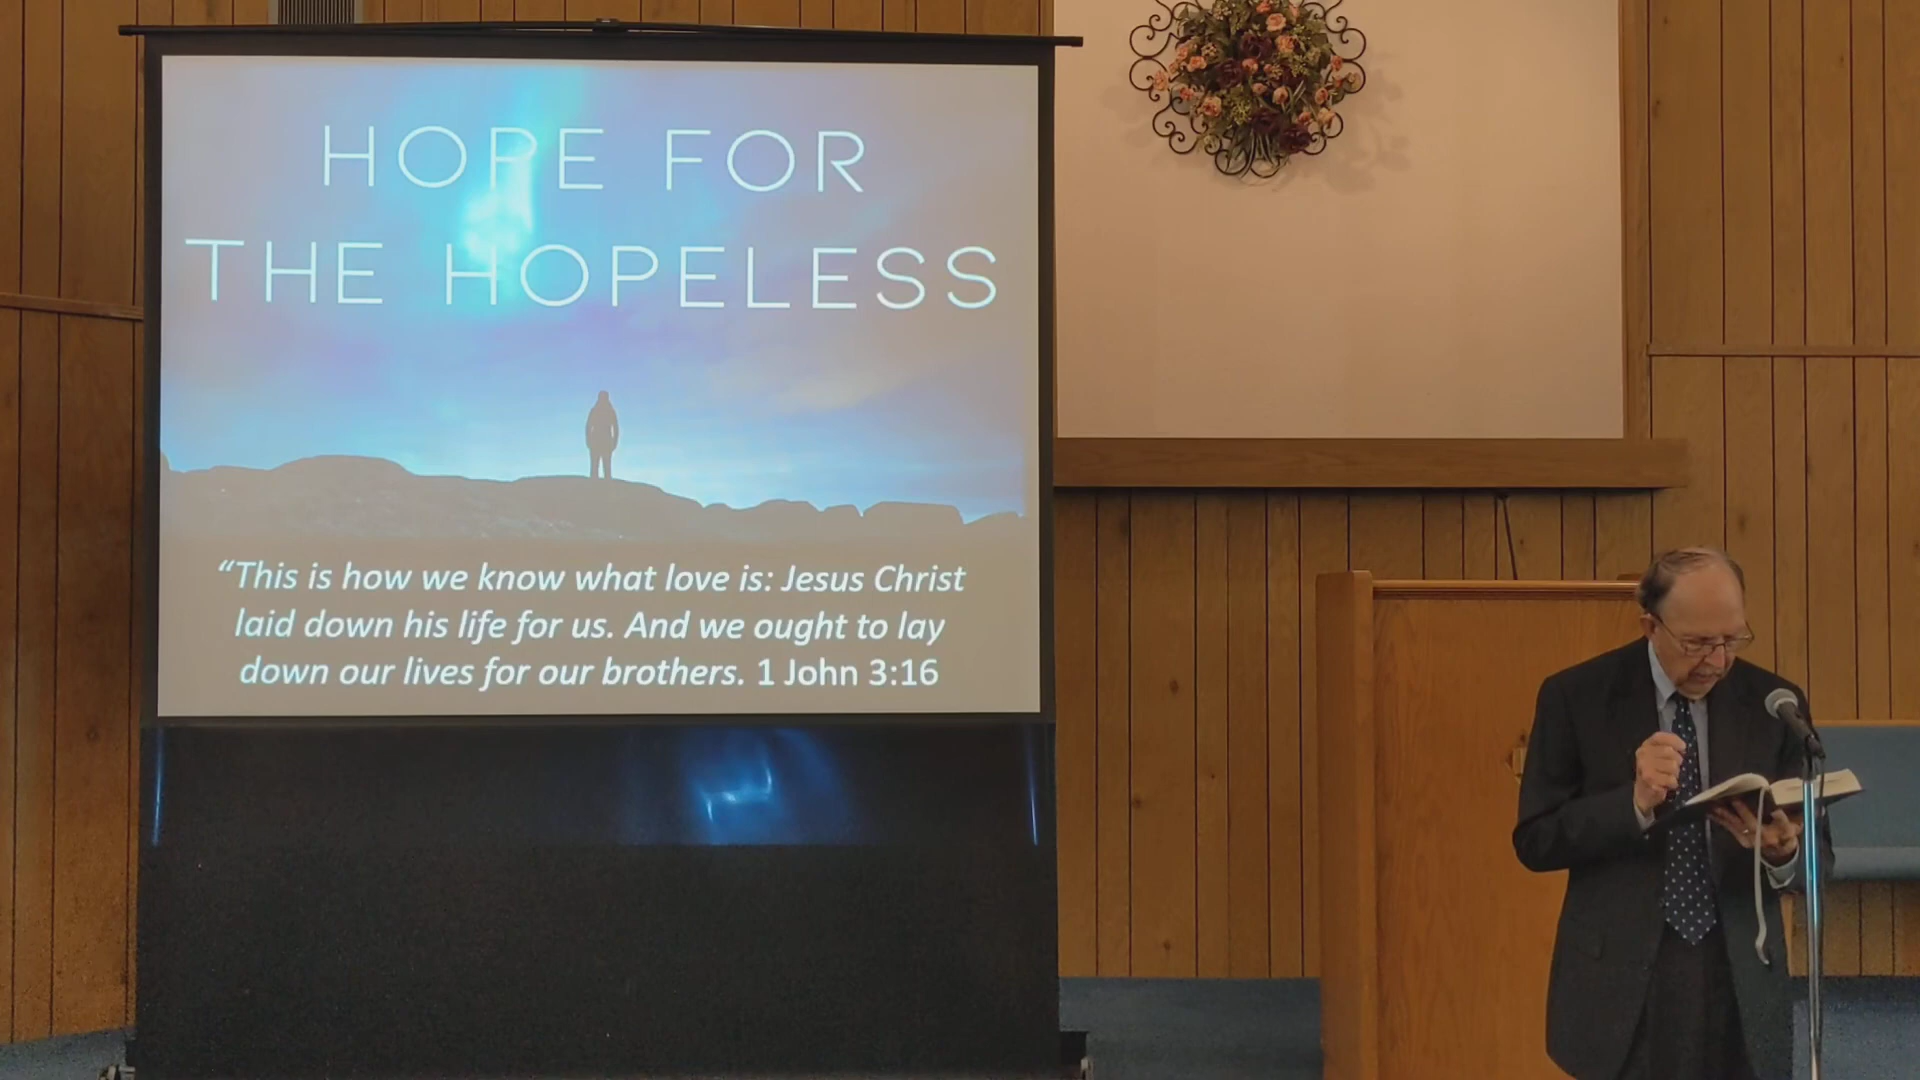 HOPE FOR
THE HOPELESS
“This is how we know what love is: Jesus Christ
laid down his life for us. And we ought to lay
down our lives for our brothers. 1 John 3:16